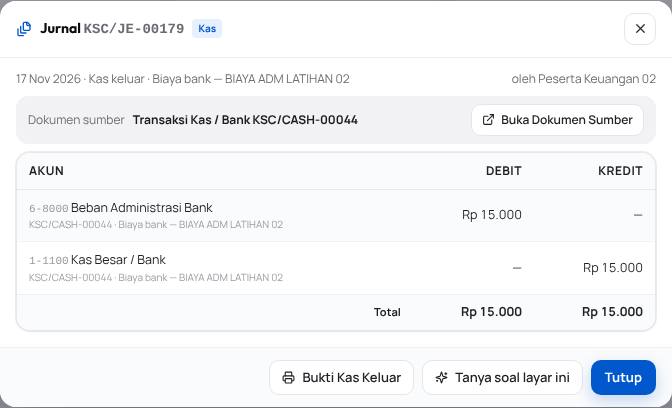 Jurnal KSC/JE-00179 Kas
17 Nov 2026 · Kas keluar · Biaya bank — BIAYA ADM LATIHAN 02 oleh Peserta Keuangan 02
Dokumen sumber Transaksi Kas / Bank KSC/CASH-00044 Buka Dokumen Sumber
AKUN DEBIT KREDIT
6-8000 Beban Administrasi Bank Rp 15.000 —
KSC/CASH-00044 · Biaya bank — BIAYA ADM LATIHAN 02
1-1100 Kas Besar / Bank — Rp 15.000
KSC/CASH-00044 · Biaya bank — BIAYA ADM LATIHAN 02
Total Rp 15.000 Rp 15.000
Bukti Kas Keluar Tanya soal layar ini Tutup